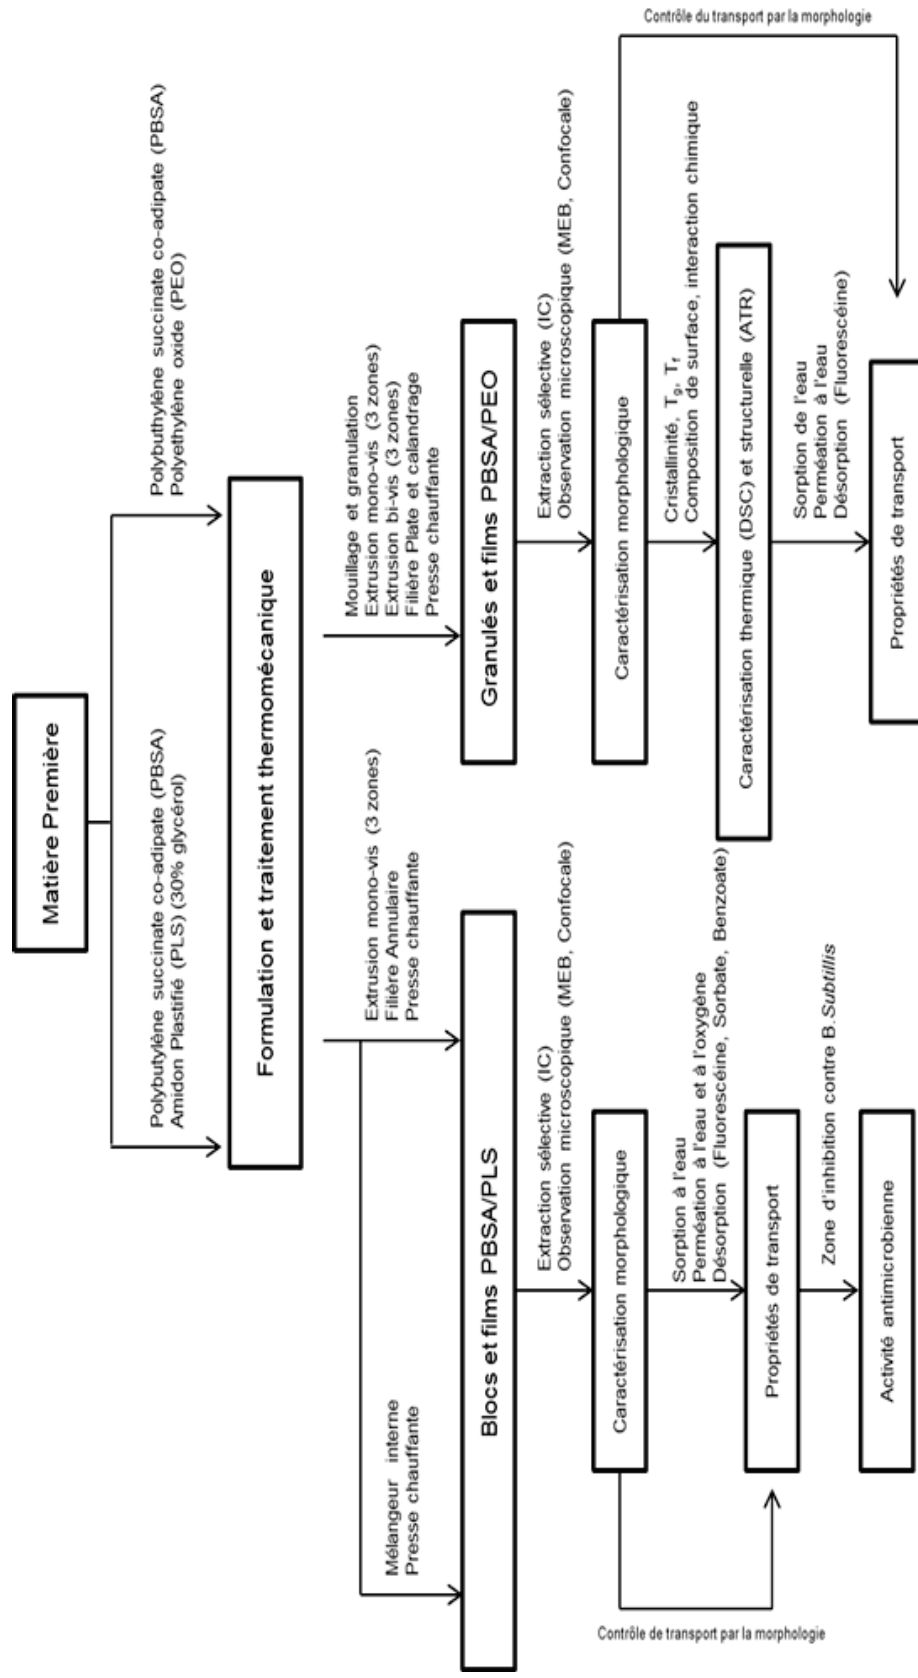 Matière Première
Polybutylène succinate co-adipate (PBSA)
Amidon Plastifié (PLS) (30% glycérol)
Polybuthylène succinate co-adipate (PBSA)
Polyethylène oxide (PEO)
Formulation et traitement thermomécanique
Mélangeur interne
Presse chauffante
Extrusion mono-vis (3 zones)
Filière Annulaire
Presse chauffante
Mouillage et granulation
Extrusion mono-vis (3 zones)
Extrusion bi-vis (3 zones)
Filière Plate et calandrage
Presse chauffante
Blocs et films PBSA/PLS
Granulés et films PBSA/PEO
Extraction sélective (IC)
Observation microscopique (MEB, Confocale)
Extraction sélective (IC)
Observation microscopique (MEB, Confocale)
Caractérisation morphologique
Caractérisation morphologique
Sorption à l'eau
Perméation à l'eau et à l'oxygène
Désorption (Fluorescéine, Sorbate, Benzoate)
Cristallinité, Tg, Tf
Composition de surface, interaction chimique
Propriétés de transport
Caractérisation thermique (DSC) et structurelle (ATR)
Zone d'inhibition contre B.Subtillis
Sorption de l'eau
Perméation à l'eau
Désorption (Fluorescéine)
Activité antimicrobienne
Propriétés de transport
Contrôle de transport par la morphologie
Contrôle du transport par la morphologie